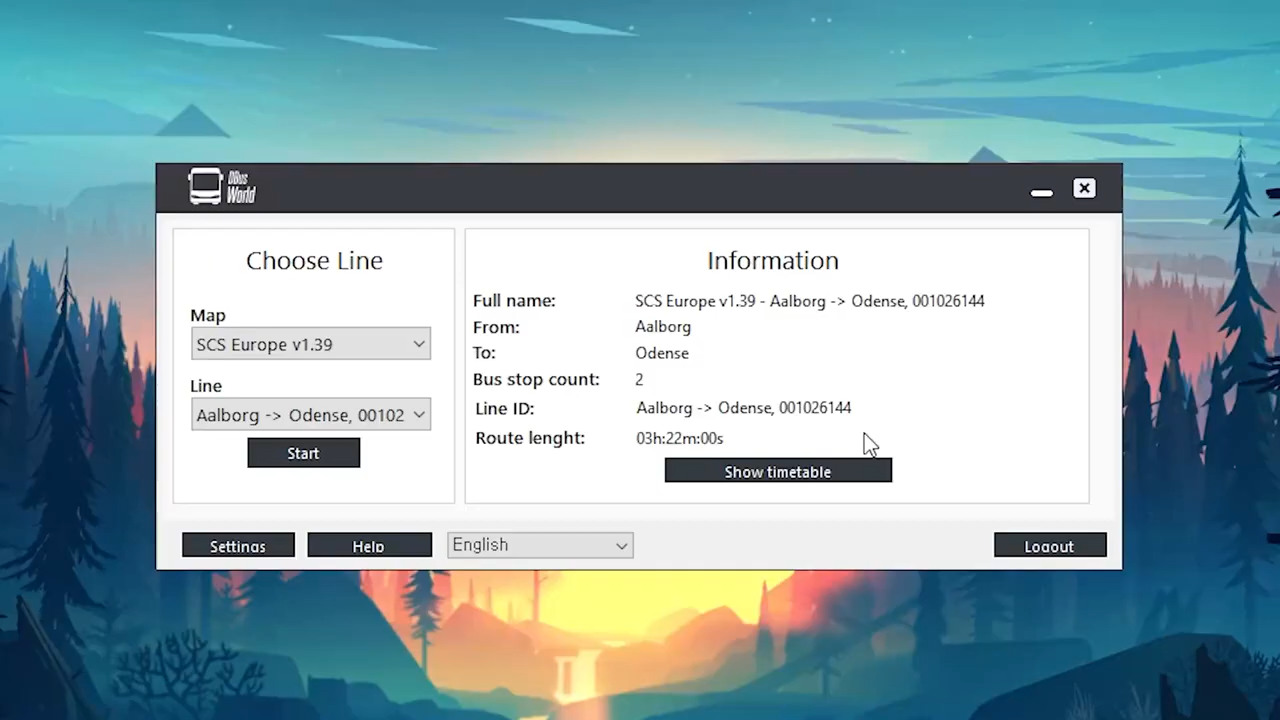 DBus
World
Choose Line
Map
SCS Europe v1.39
Line
Aalborg -> Odense, 00102
Start
Information
Full name: SCS Europe v1.39 - Aalborg -> Odense, 001026144
From: Aalborg
To: Odense
Bus stop count: 2
Line ID: Aalborg -> Odense, 001026144
Route lenght: 03h:22m:00s
Show timetable
Settings Help English Logout